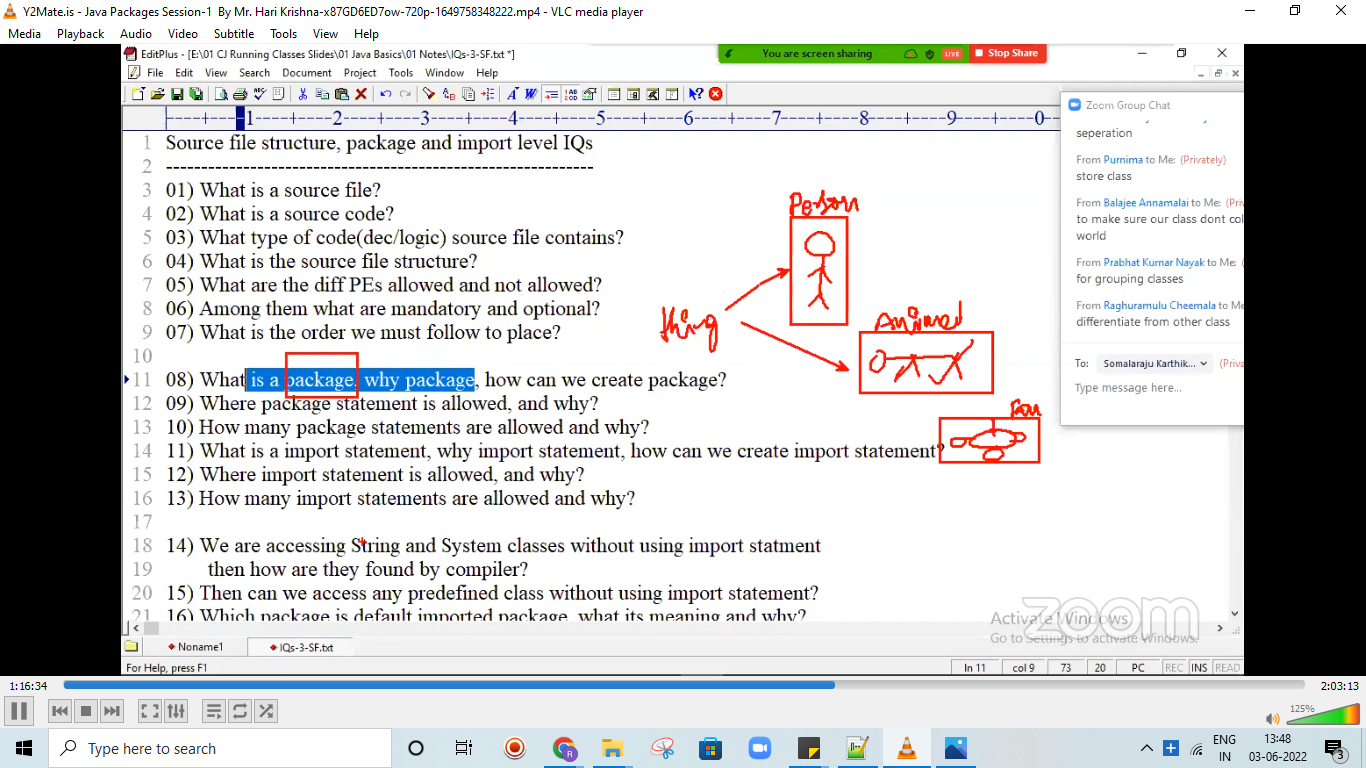 Y2Mate.is - Java Packages Session-1 By Mr. Hari Krishna-x87GD6ED7ow-720p-1649758348222.mp4 - VLC media player
Media Playback Audio Video Subtitle Tools View Help
EditPlus - [E:\01 CJ Running Classes Slides\01 Java Basics\01 Notes\IQs-3-SF.txt *]
You are screen sharing LIVE Stop Share
File Edit View Search Document Project Tools Window Help
----+----1----+----2----+----3----+----4----+----5----+----6----+----7----+----8----+----9----+----0
1 Source file structure, package and import level IQs
2 --------------------------------------------------------------
3 01) What is a source file?
4 02) What is a source code?
5 03) What type of code(dec/logic) source file contains?
6 04) What is the source file structure?
7 05) What are the diff PEs allowed and not allowed?
8 06) Among them what are mandatory and optional?
9 07) What is the order we must follow to place?
10
11 08) What is a package, why package, how can we create package?
12 09) Where package statement is allowed, and why?
13 10) How many package statements are allowed and why?
14 11) What is a import statement, why import statement, how can we create import statement?
15 12) Where import statement is allowed, and why?
16 13) How many import statements are allowed and why?
17
18 14) We are accessing String and System classes without using import statment
19 then how are they found by compiler?
20 15) Then can we access any predefined class without using import statement?
21 16) Which package is default imported package, what its meaning and why?
Person
thing
Animal
Fan
Zoom Group Chat
seperation
From Purnima to Me: (Privately)
store class
From Balajee Annamalai to Me: (Pri
to make sure our class dont col
world
From Prabhat Kumar Nayak to Me: (
for grouping classes
From Raghuramulu Cheemala to Me
differentiate from other class
To: Somalaraju Karthik... (Priva
Type message here...
zoom
Activate Windows
Go to Settings to activate Windows.
Noname1 IQs-3-SF.txt
For Help, press F1 ln 11 col 9 73 20 PC REC INS READ
1:16:34 2:03:13
125%
Type here to search
ENG
IN
13:48
03-06-2022
3